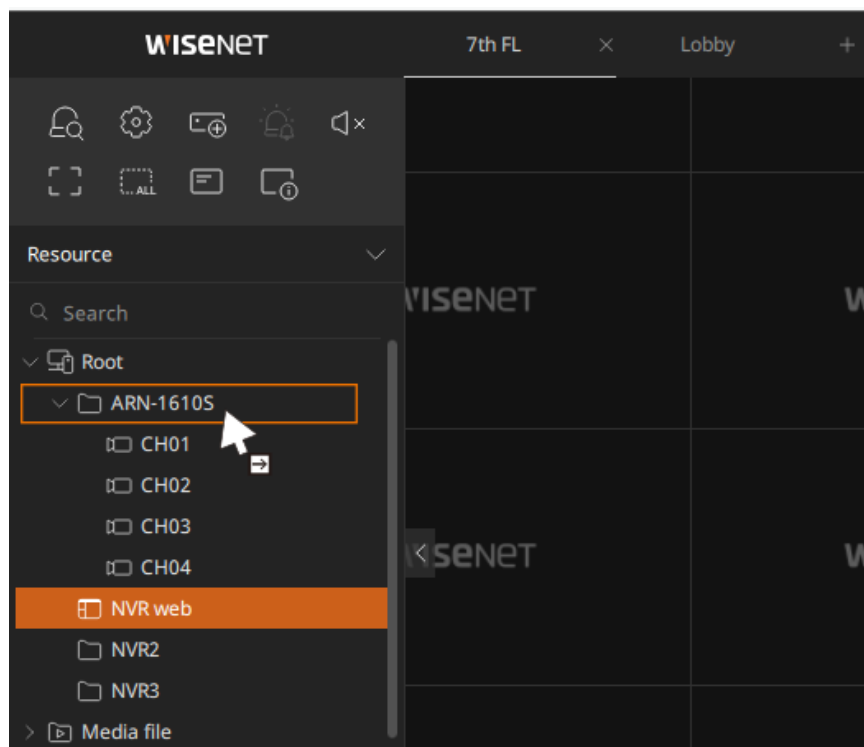 WISENET
7th FL × Lobby +
ALL
Resource
Search
Root
ARN-1610S
CH01
CH02
CH03
CH04
NVR web
NVR2
NVR3
Media file
WISENET
WISENET